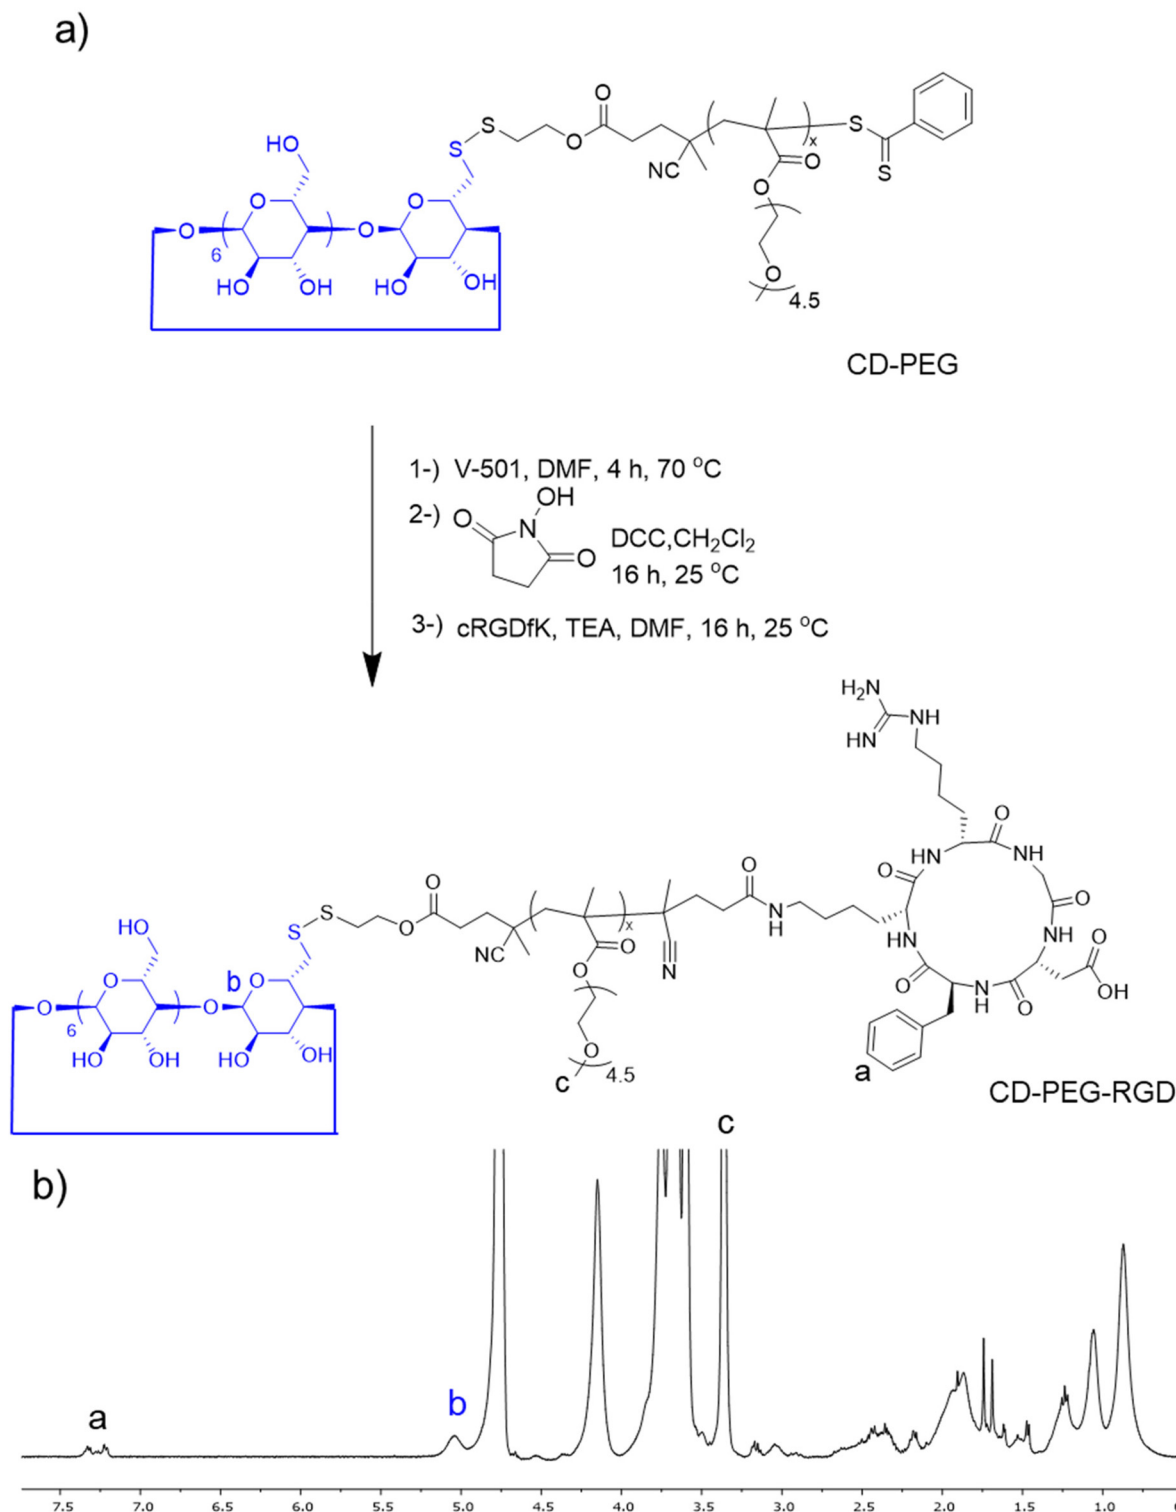 a)
O
S
S
O
NC
x
O
O
S
S
HO
O
O
6
HO
OH
O
O
HO
OH
O
4.5
CD-PEG
1-) V-501, DMF, 4 h, 70 °C
2-)
OH
O
N
O
DCC,CH₂Cl₂
16 h, 25 °C
3-) cRGDfK, TEA, DMF, 16 h, 25 °C
H₂N
NH
HN
O
HN
NH
O
O
O
O
N
H
NH
O
NH
O
OH
O
N
H
O
S
S
O
NC
x
O
O
N
HO
b
O
O
6
HO
OH
O
O
HO
OH
O
c
4.5
a
CD-PEG-RGD
b)
c
b
a
7.5 7.0 6.5 6.0 5.5 5.0 4.5 4.0 3.5 3.0 2.5 2.0 1.5 1.0